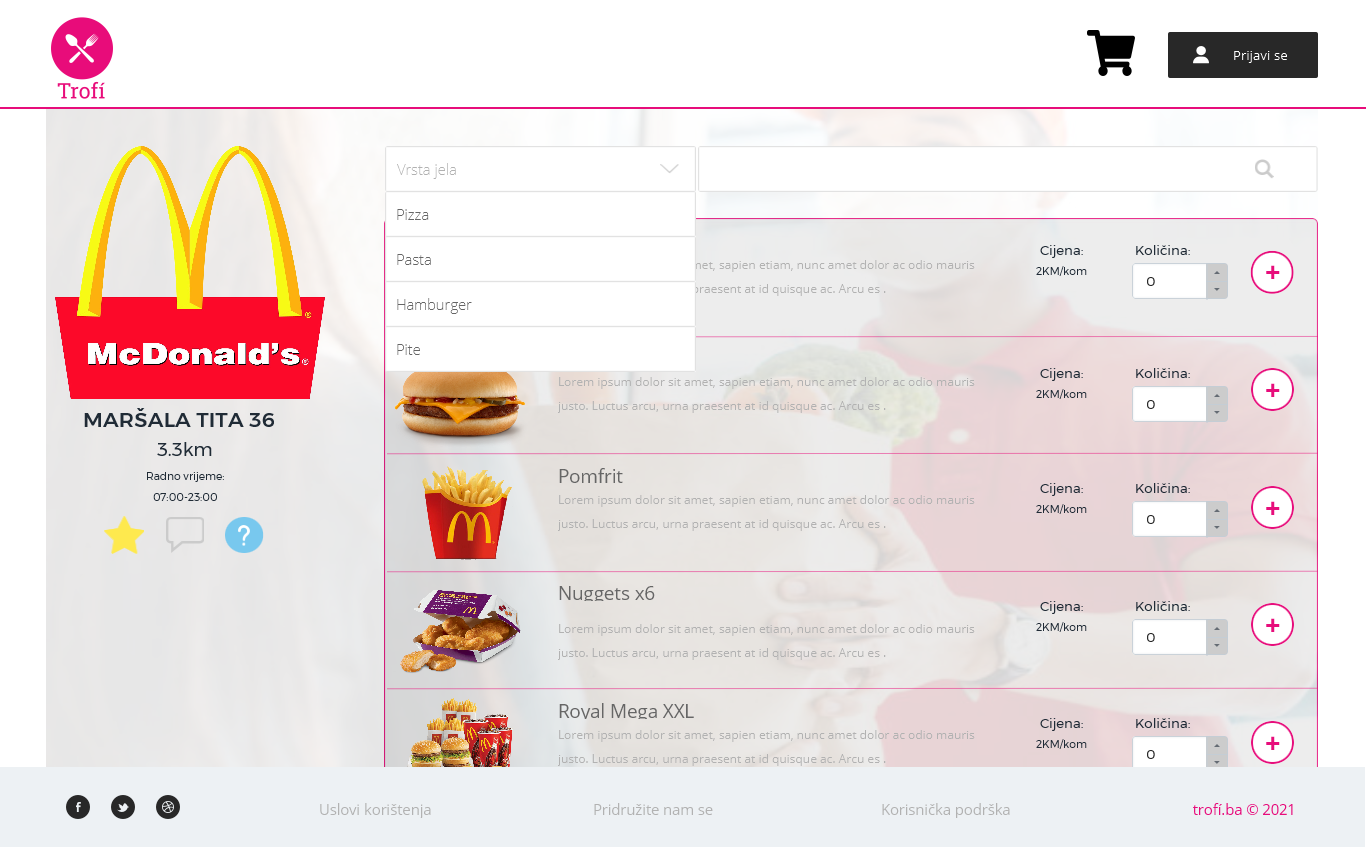 Trofí
Prijavi se
McDonald's
MARŠALA TITA 36
3.3km
Radno vrijeme:
07:00-23:00
Vrsta jela
Pizza
Pasta
Hamburger
Pite
amet, sapien etiam, nunc amet dolor ac odio mauris
praesent at id quisque ac. Arcu es .
Cijena:
2KM/kom
Količina:
0
+
Lorem ipsum dolor sit amet, sapien etiam, nunc amet dolor ac odio mauris
justo. Luctus arcu, urna praesent at id quisque ac. Arcu es .
Cijena:
2KM/kom
Količina:
0
+
Pomfrit
Lorem ipsum dolor sit amet, sapien etiam, nunc amet dolor ac odio mauris
justo. Luctus arcu, urna praesent at id quisque ac. Arcu es .
Cijena:
2KM/kom
Količina:
0
+
Nuggets x6
Lorem ipsum dolor sit amet, sapien etiam, nunc amet dolor ac odio mauris
justo. Luctus arcu, urna praesent at id quisque ac. Arcu es .
Cijena:
2KM/kom
Količina:
0
+
Royal Mega XXL
Lorem ipsum dolor sit amet, sapien etiam, nunc amet dolor ac odio mauris
justo. Luctus arcu, urna praesent at id quisque ac. Arcu es .
Cijena:
2KM/kom
Količina:
0
+
Uslovi korištenja
Pridružite nam se
Korisnička podrška
trofí.ba © 2021